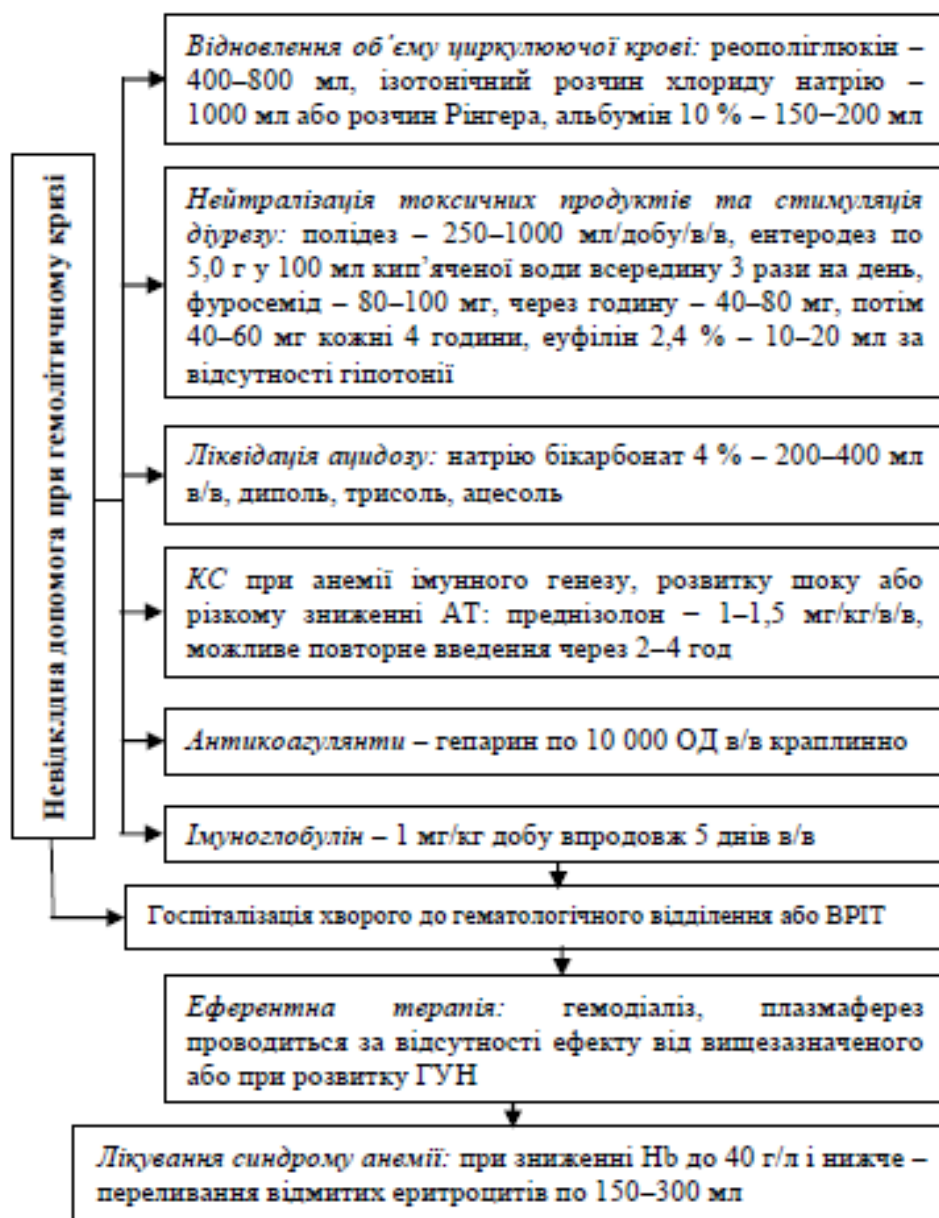 Невідклдна допомога при гемолітичному кризі
Відновлення об´єму циркулюючої крові: реополіглюкін –
400–800 мл, ізотонічний розчин хлориду натрію –
1000 мл або розчин Рінгера, альбумін 10 % – 150–200 мл
Нейтралізація токсичних продуктів та стимуляція
діурезу: полідез – 250–1000 мл/добу/в/в, ентеродез по
5,0 г у 100 мл кип’яченої води всередину 3 рази на день,
фуросемід – 80–100 мг, через годину – 40–80 мг, потім
40–60 мг кожні 4 години, еуфілін 2,4 % – 10–20 мл за
відсутності гіпотонії
Ліквідація ацидозу: натрію бікарбонат 4 % – 200–400 мл
в/в, диполь, трисоль, ацесоль
КС при анемії імунного генезу, розвитку шоку або
різкому зниженні АТ: преднізолон – 1–1,5 мг/кг/в/в,
можливе повторне введення через 2–4 год
Антикоагулянти – гепарин по 10 000 ОД в/в краплинно
Імуноглобулін – 1 мг/кг добу впродовж 5 днів в/в
Госпіталізація хворого до гематологічного відділення або ВРІТ
Еферентна терапія: гемодіаліз, плазмаферез
проводиться за відсутності ефекту від вищезазначеного
або при розвитку ГУН
Лікування синдрому анемії: при зниженні Hb до 40 г/л і нижче –
переливання відмитих еритроцитів по 150–300 мл